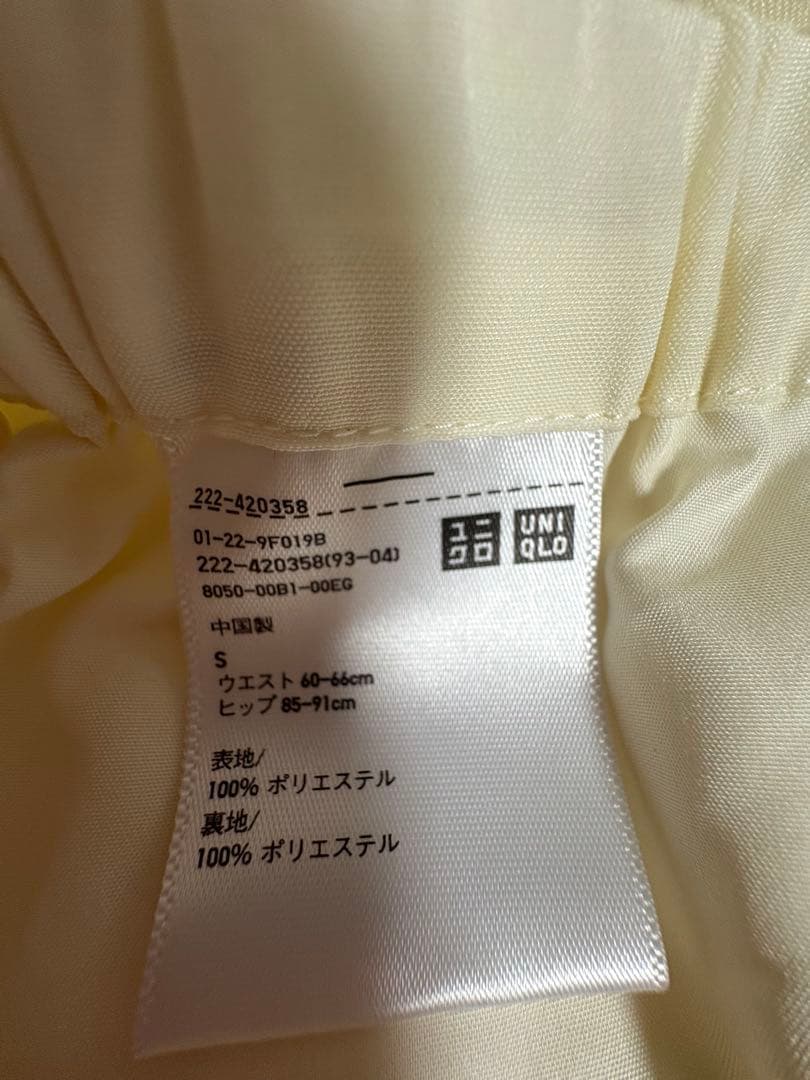 222-420358
01-22-9F019B
222-420358(93-04)
8050-00B1-00EG
ユニクロ
UNIQLO
中国製
S
ウエスト 60-66cm
ヒップ 85-91cm
表地/
100% ポリエステル
裏地/
100% ポリエステル